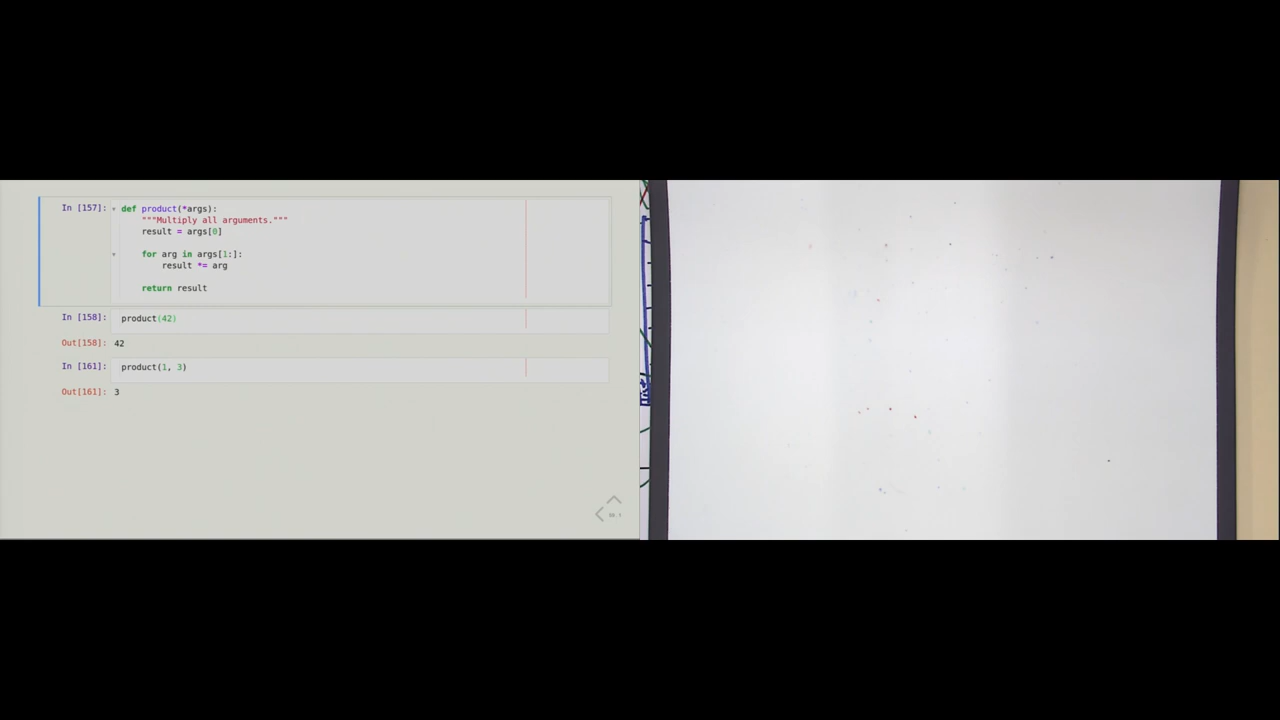 In [157]: def product(*args):
"""Multiply all arguments."""
result = args[0]
for arg in args[1:]:
result *= arg
return result
In [158]: product(42)
Out[158]: 42
In [161]: product(1, 3)
Out[161]: 3